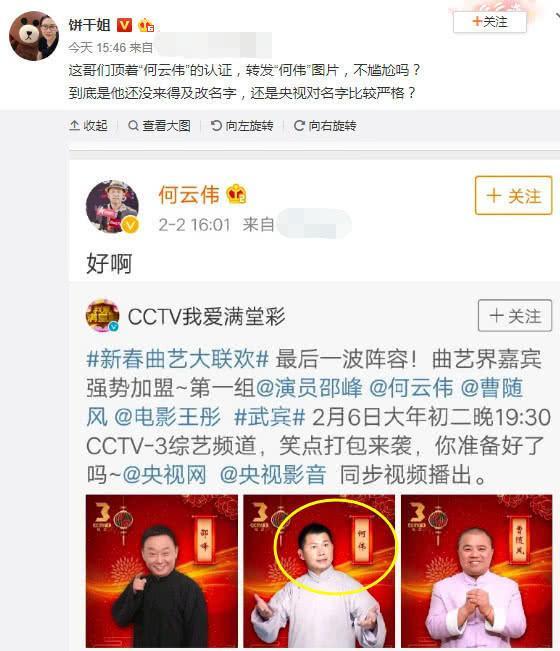 饼干姐
+关注
今天 15:46 来自
这哥们顶着“何云伟”的认证，转发“何伟”图片，不尴尬吗？
到底是他还没来得及改名字，还是央视对名字比较严格？
收起 查看大图 向左旋转 向右旋转
何云伟
+ 关注
2-2 16:01 来自
好啊
CCTV我爱满堂彩
+ 关注
#新春曲艺大联欢# 最后一波阵容！曲艺界嘉宾
强势加盟~第一组@演员邵峰 @何云伟 @曹随
风 @电影王彤 #武宾# 2月6日大年初二晚19:30
CCTV-3综艺频道，笑点打包来袭，你准备好了
吗~@央视网 @央视影音 同步视频播出。
3
邵峰
3
何伟
3
曹随风